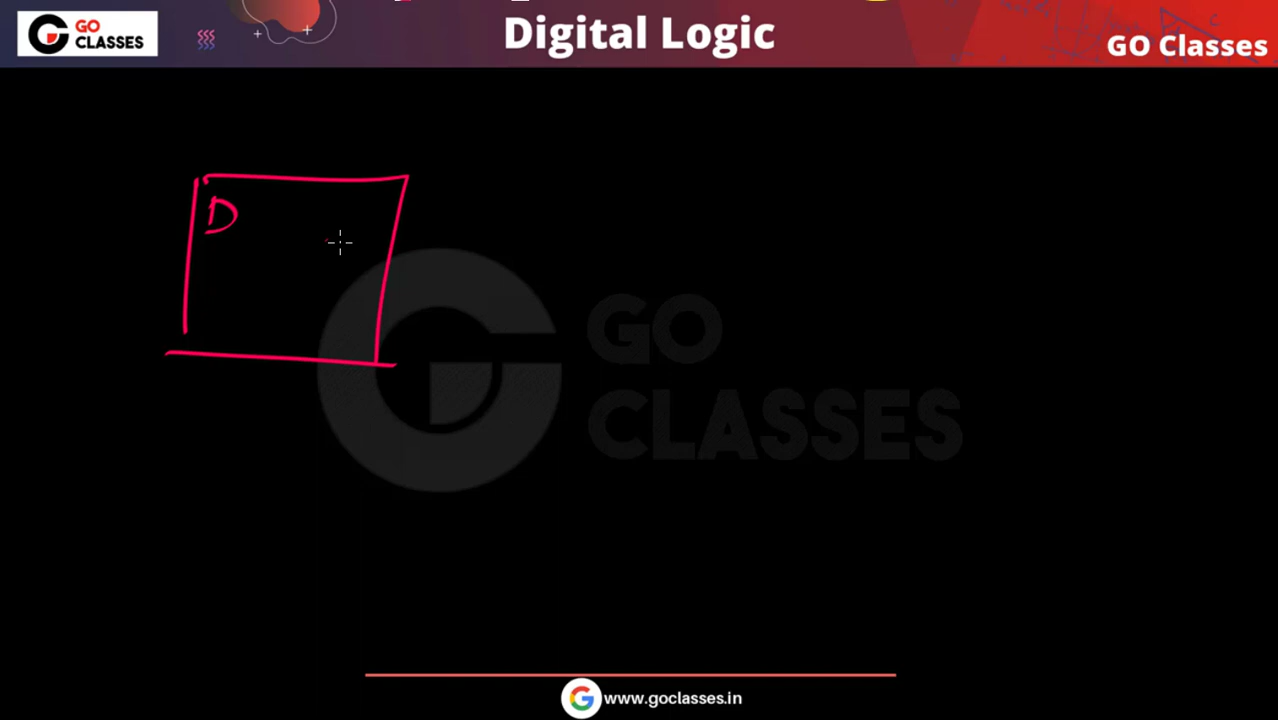 GO
CLASSES
Digital Logic
GO Classes
D
GO
CLASSES
www.goclasses.in